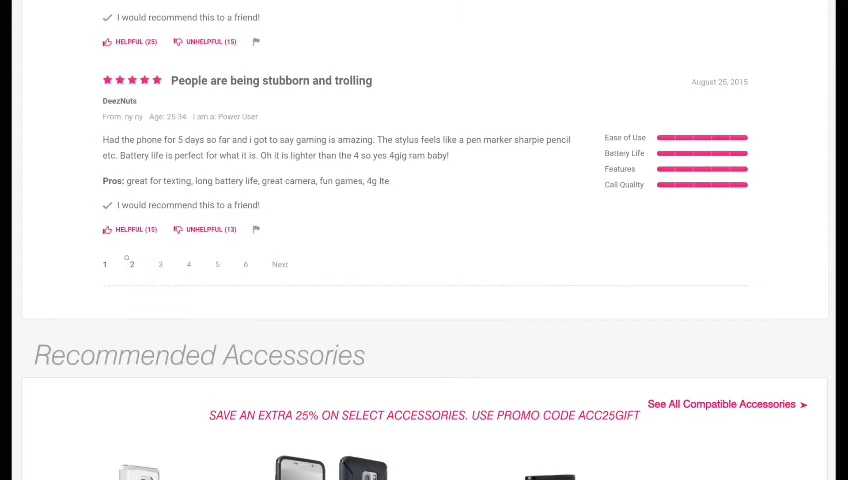 I would recommend this to a friend!
HELPFUL (25) UNHELPFUL (15)
People are being stubborn and trolling August 25, 2015
DeezNuts
From: ny ny Age: 25-34 I am a: Power User
Had the phone for 5 days so far and i got to say gaming is amazing. The stylus feels like a pen marker sharpie pencil
etc. Battery life is perfect for what it is. Oh it is lighter than the 4 so yes 4gig ram baby!
Pros: great for texting, long battery life, great camera, fun games, 4g lte
Ease of Use
Battery Life
Features
Call Quality
I would recommend this to a friend!
HELPFUL (15) UNHELPFUL (13)
1 2 3 4 5 6 Next
Recommended Accessories
See All Compatible Accessories
SAVE AN EXTRA 25% ON SELECT ACCESSORIES. USE PROMO CODE ACC25GIFT